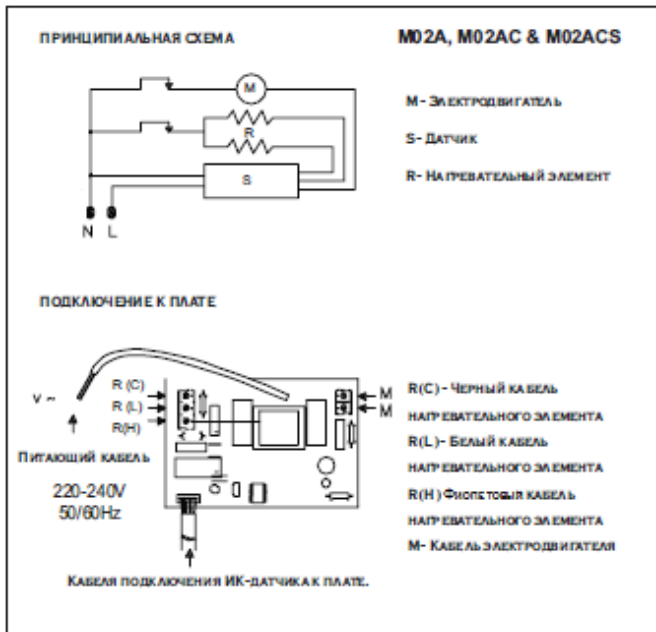 ПРИНЦИПИАЛЬНАЯ СХЕМА
M02A, M02AC & M02ACS
M
R
S
N L
M- ЭЛЕКТРОДВИГАТЕЛЬ
S- ДАТЧИК
R- НАГРЕВАТЕЛЬНЫЙ ЭЛЕМЕНТ
ПОДКЛЮЧЕНИЕ К ПЛАТЕ
V ~
R (C)
R (L)
R(H)
M
M
ПИТАЮЩИЙ КАБЕЛЬ
220-240V
50/60Hz
КАБЕЛЯ ПОДКЛЮЧЕНИЯ ИК-ДАТЧИКА К ПЛАТЕ.
R(C) - ЧЕРНЫЙ КАБЕЛЬ
НАГРЕВАТЕЛЬНОГО ЭЛЕМЕНТА
R(L)- БЕЛЫЙ КАБЕЛЬ
НАГРЕВАТЕЛЬНОГО ЭЛЕМЕНТА
R(H) ФИОЛЕТОВЫЙ КАБЕЛЬ
НАГРЕВАТЕЛЬНОГО ЭЛЕМЕНТА
M- КАБЕЛЬ ЭЛЕКТРОДВИГАТЕЛЯ